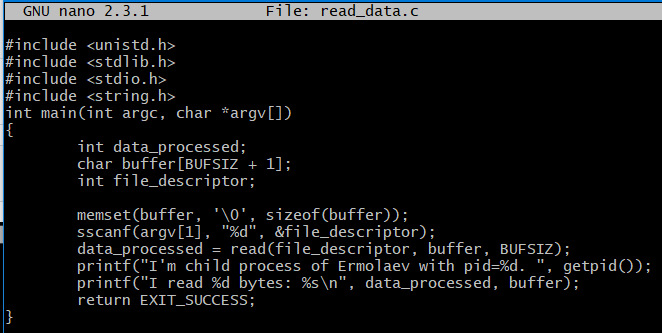 GNU nano 2.3.1 File: read_data.c
#include <unistd.h>
#include <stdlib.h>
#include <stdio.h>
#include <string.h>
int main(int argc, char *argv[])
{
        int data_processed;
        char buffer[BUFSIZ + 1];
        int file_descriptor;

        memset(buffer, '\0', sizeof(buffer));
        sscanf(argv[1], "%d", &file_descriptor);
        data_processed = read(file_descriptor, buffer, BUFSIZ);
        printf("I'm child process of Ermolaev with pid=%d. ", getpid());
        printf("I read %d bytes: %s\n", data_processed, buffer);
        return EXIT_SUCCESS;
}